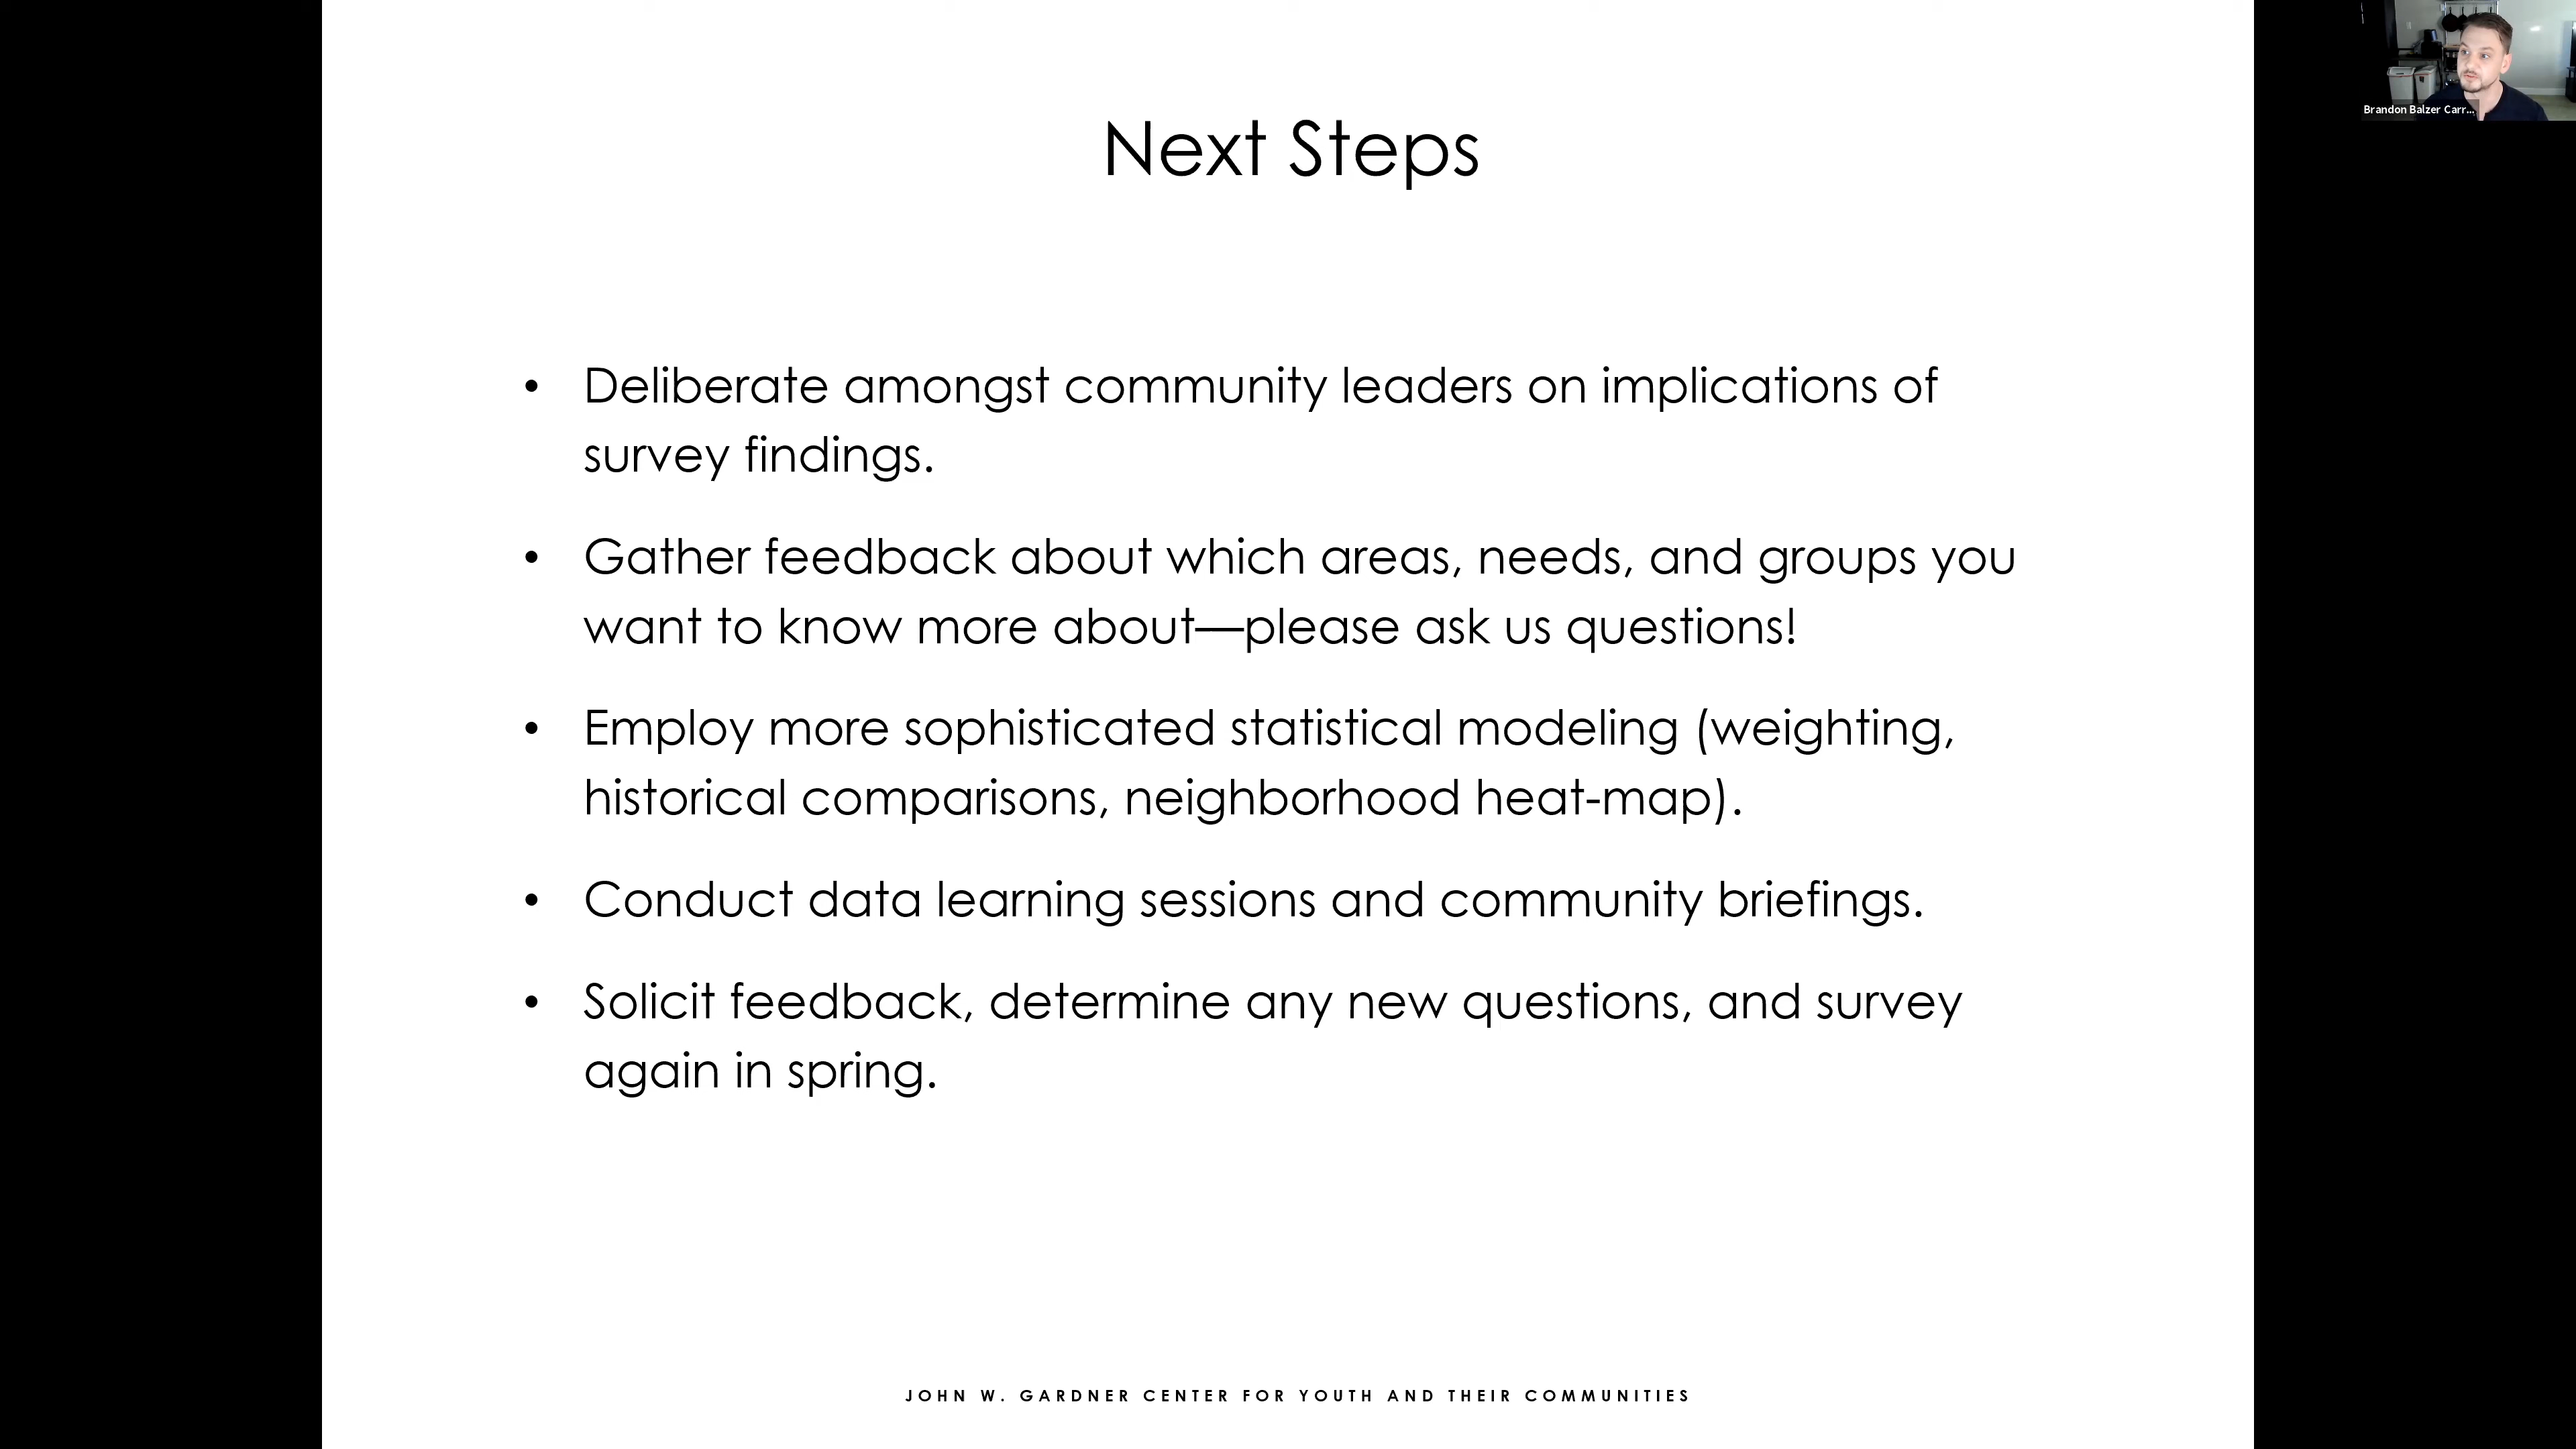 Next Steps
Brandon Balzer Carr...
• Deliberate amongst community leaders on implications of
survey findings.
• Gather feedback about which areas, needs, and groups you
want to know more about—please ask us questions!
• Employ more sophisticated statistical modeling (weighting,
historical comparisons, neighborhood heat-map).
• Conduct data learning sessions and community briefings.
• Solicit feedback, determine any new questions, and survey
again in spring.
JOHN W. GARDNER CENTER FOR YOUTH AND THEIR COMMUNITIES